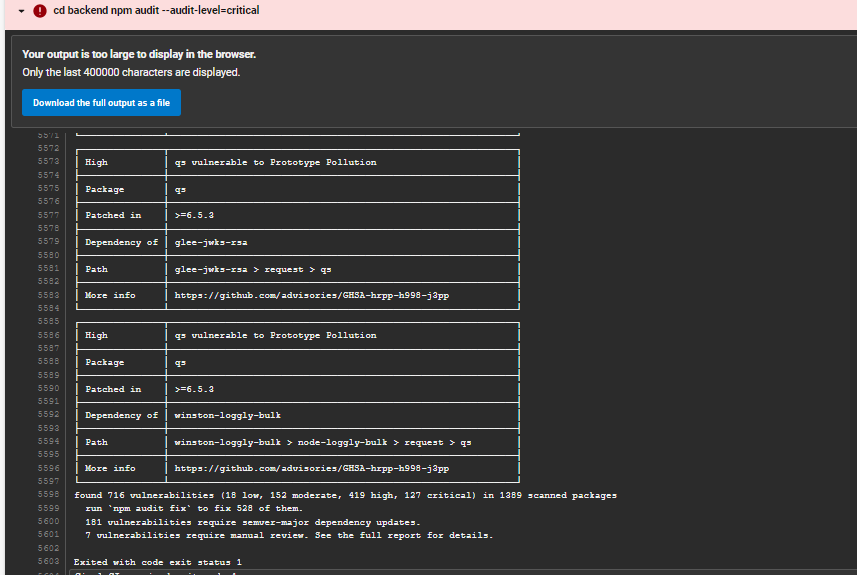 cd backend npm audit --audit-level=critical
Your output is too large to display in the browser.
Only the last 400000 characters are displayed.
Download the full output as a file
5571
5572
5573 High qs vulnerable to Prototype Pollution
5574
5575 Package qs
5576
5577 Patched in >=6.5.3
5578
5579 Dependency of glee-jwks-rsa
5580
5581 Path glee-jwks-rsa > request > qs
5582
5583 More info https://github.com/advisories/GHSA-hrpp-h998-j3pp
5584
5585
5586 High qs vulnerable to Prototype Pollution
5587
5588 Package qs
5589
5590 Patched in >=6.5.3
5591
5592 Dependency of winston-loggly-bulk
5593
5594 Path winston-loggly-bulk > node-loggly-bulk > request > qs
5595
5596 More info https://github.com/advisories/GHSA-hrpp-h998-j3pp
5597
5598 found 716 vulnerabilities (18 low, 152 moderate, 419 high, 127 critical) in 1389 scanned packages
5599 run `npm audit fix` to fix 528 of them.
5600 181 vulnerabilities require semver-major dependency updates.
5601 7 vulnerabilities require manual review. See the full report for details.
5602
5603 Exited with code exit status 1